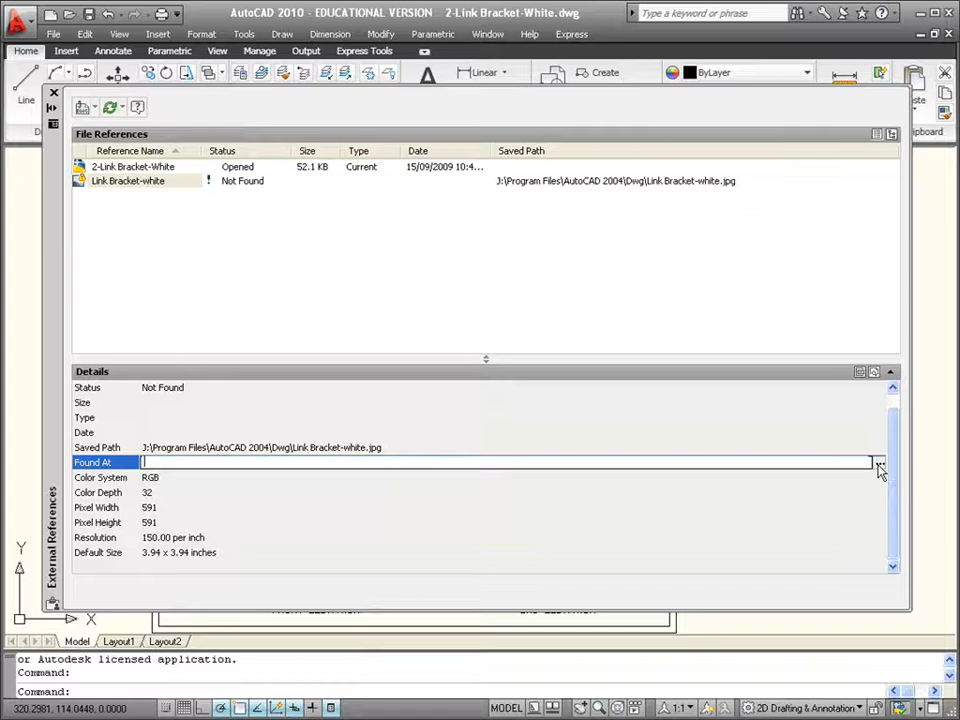 AutoCAD 2010 - EDUCATIONAL VERSION 2-Link Bracket-White.dwg Type a keyword or phrase
File Edit View Insert Format Tools Draw Dimension Modify Parametric Window Help Express
Home Insert Annotate Parametric View Manage Output Express Tools
Line A Linear Create ByLayer
File References
Reference Name Status Size Type Date Saved Path
2-Link Bracket-White Opened 52.1 KB Current 15/09/2009 10:4...
Link Bracket-white ! Not Found J:\Program Files\AutoCAD 2004\Dwg\Link Bracket-white.jpg
Details
Status Not Found
Size
Type
Date
Saved Path J:\Program Files\AutoCAD 2004\Dwg\Link Bracket-white.jpg
Found At ...
Color System RGB
Color Depth 32
Pixel Width 591
Pixel Height 591
Resolution 150.00 per inch
Default Size 3.94 x 3.94 inches
External References
Y
X
Model Layout1 Layout2
or Autodesk licensed application.
Command:
Command:
320.2981, 114.0448, 0.0000 MODEL 1:1 2D Drafting & Annotation